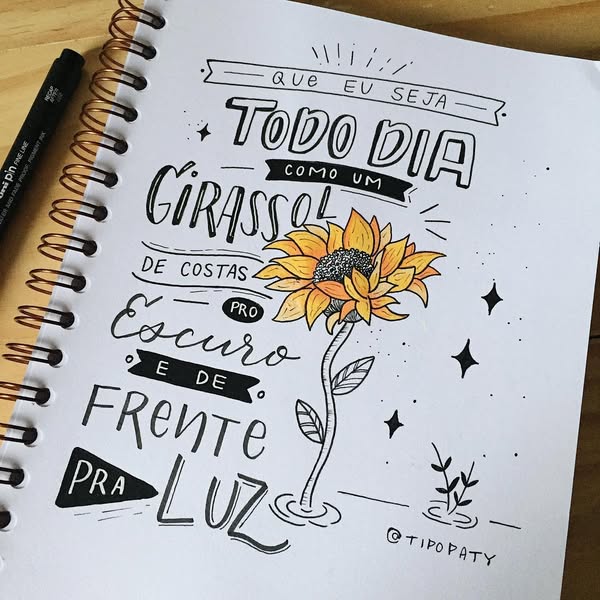 QUE EU SEJA
TODO DIA
COMO UM
GIRASSOL
DE COSTAS
PRO
Escuro
E DE
FRENTE
PRA
LUZ
@TIPOPATY
uni pin FINE LINE